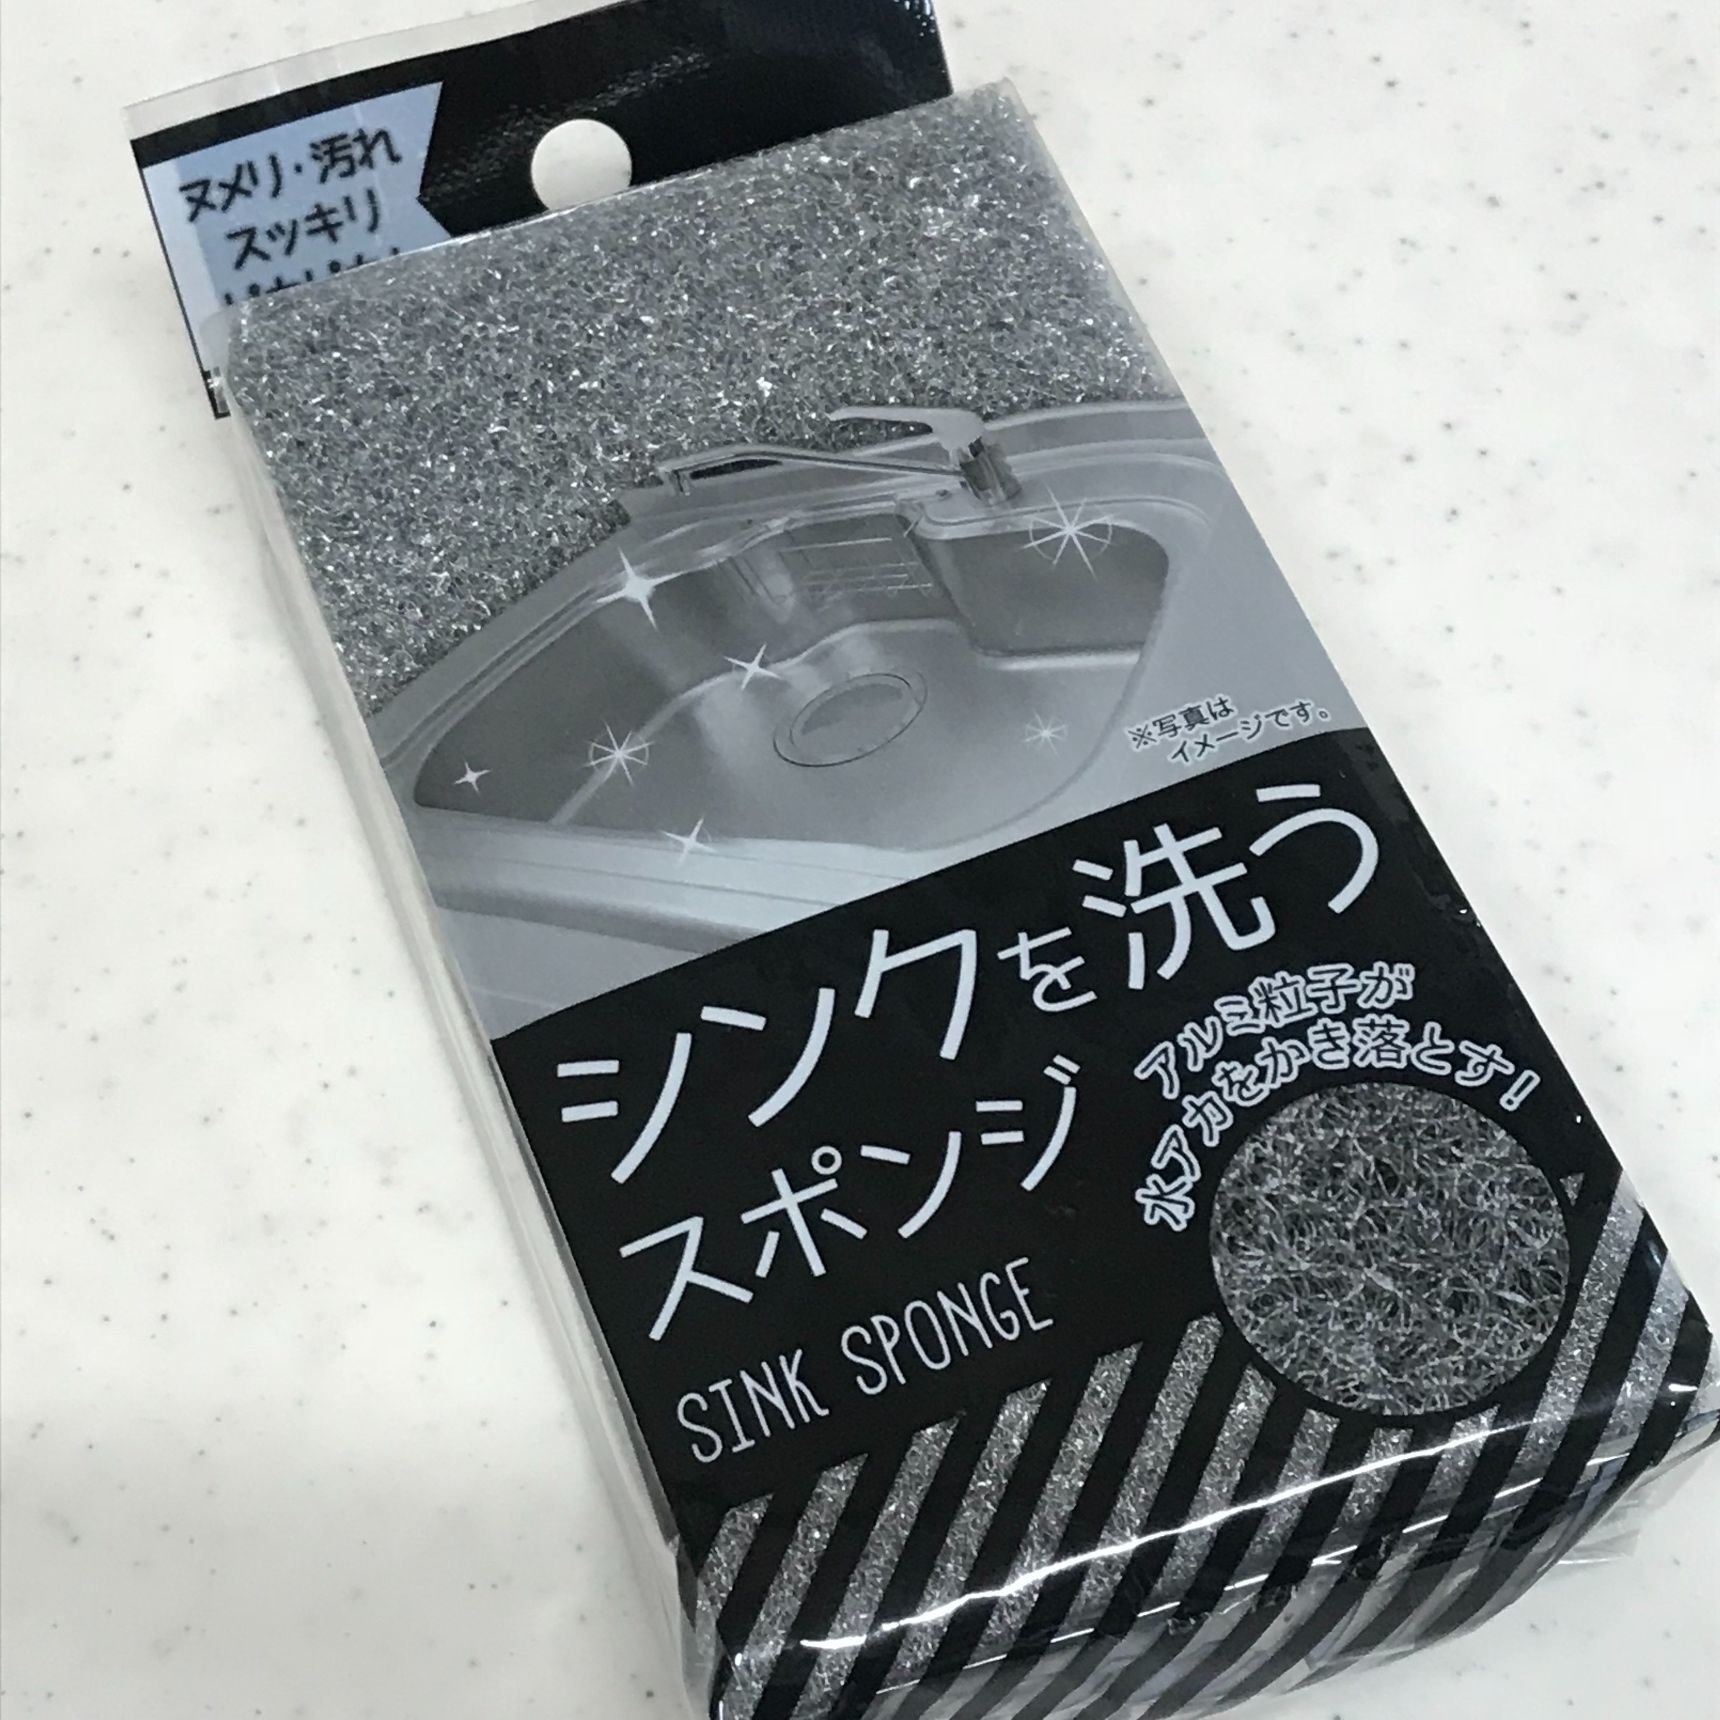 ヌメリ・汚れ
スッキリ
※写真は
イメージです。
シンクを洗う
スポンジ
SINK SPONGE
アルミ粒子が
水アカをかき落とす!